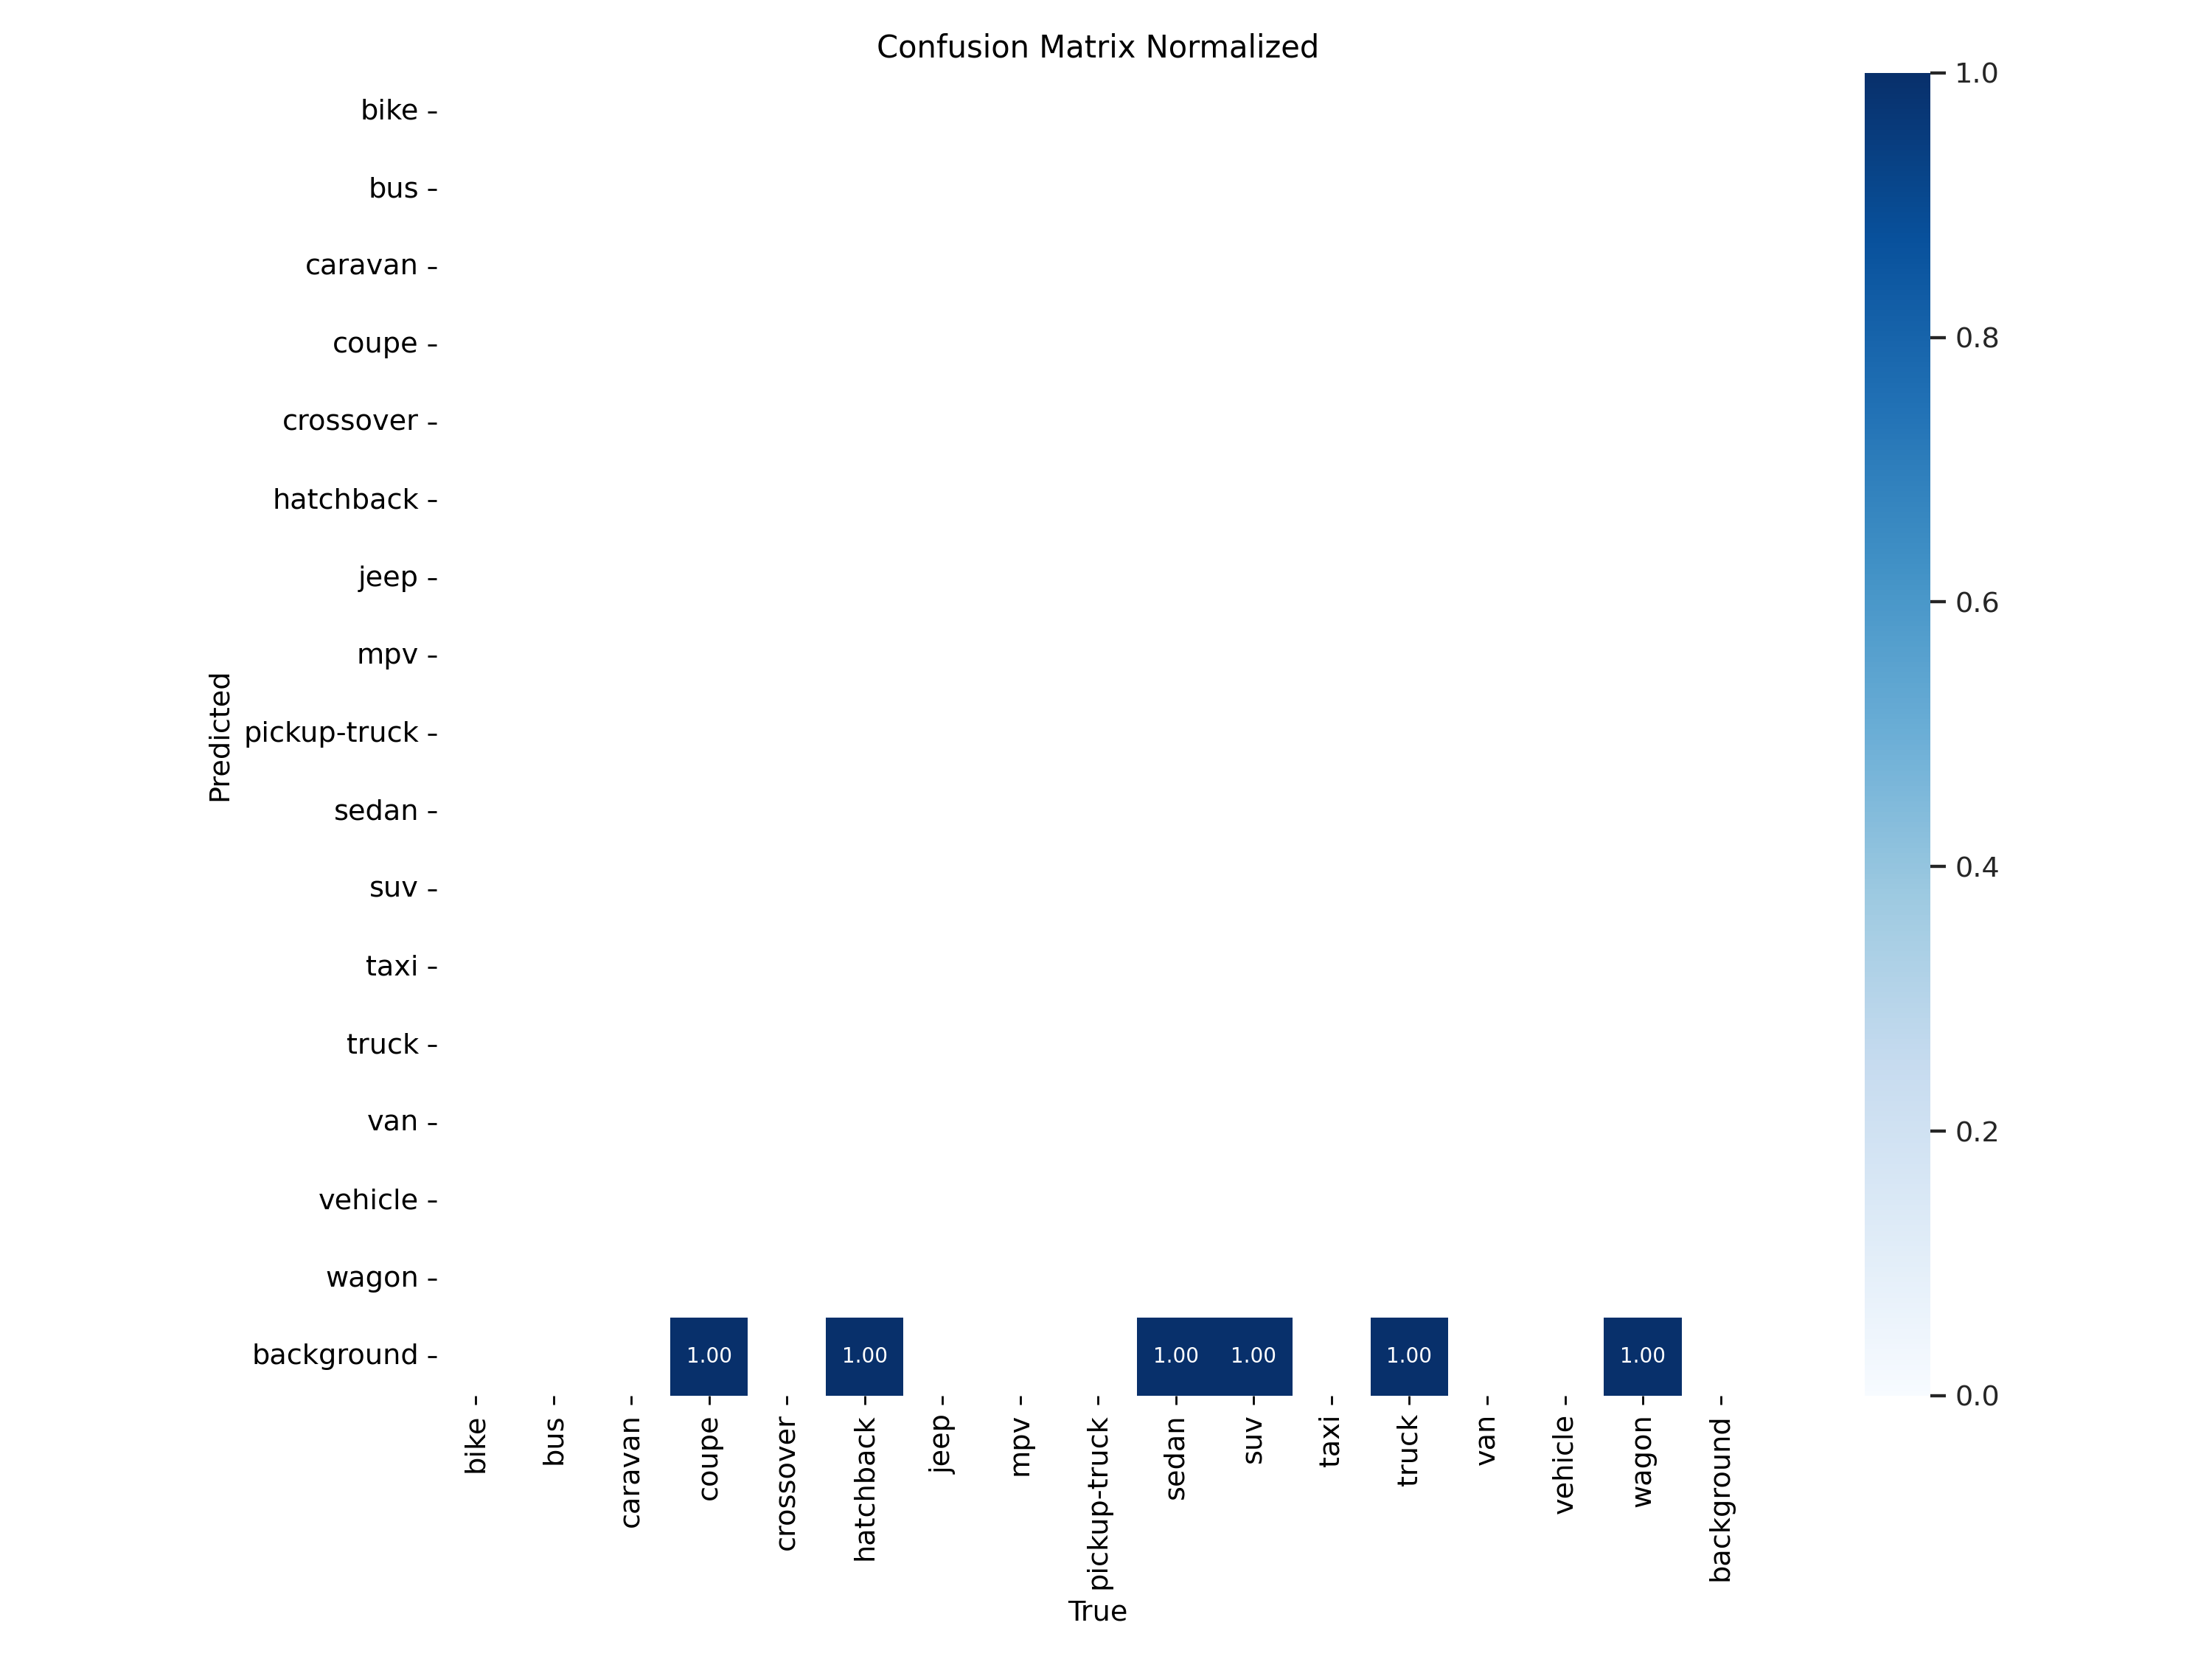 Confusion Matrix Normalized
bike
bus
caravan
coupe
crossover
hatchback
jeep
mpv
pickup-truck
sedan
suv
taxi
truck
van
vehicle
wagon
background
Predicted
1.00 1.00 1.00 1.00 1.00 1.00
bike bus caravan coupe crossover hatchback jeep mpv pickup-truck sedan suv taxi truck van vehicle wagon background
True
1.0
0.8
0.6
0.4
0.2
0.0